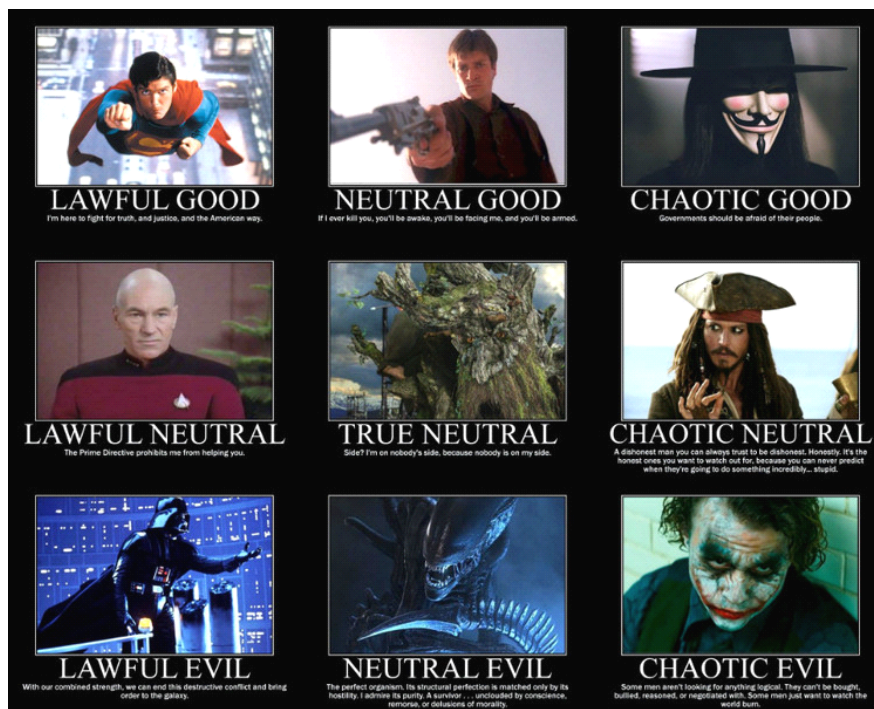 LAWFUL GOOD
I'm here to fight for truth, and justice, and the American way.
NEUTRAL GOOD
If I ever kill you, you'll be awake, you'll be facing me, and you'll be armed.
CHAOTIC GOOD
Governments should be afraid of their people.
LAWFUL NEUTRAL
The Prime Directive prohibits me from helping you.
TRUE NEUTRAL
Side? I'm on nobody's side, because nobody is on my side.
CHAOTIC NEUTRAL
A dishonest man you can always trust to be dishonest. Honestly. It's the
honest ones you want to watch out for, because you can never predict
when they're going to do something incredibly... stupid.
LAWFUL EVIL
With our combined strength, we can end this destructive conflict and bring
order to the galaxy.
NEUTRAL EVIL
The perfect organism. Its structural perfection is matched only by its
hostility. I admire its purity. A survivor . . . unclouded by conscience,
remorse, or delusions of morality.
CHAOTIC EVIL
Some men aren't looking for anything logical. They can't be bought,
bullied, reasoned, or negotiated with. Some men just want to watch the
world burn.